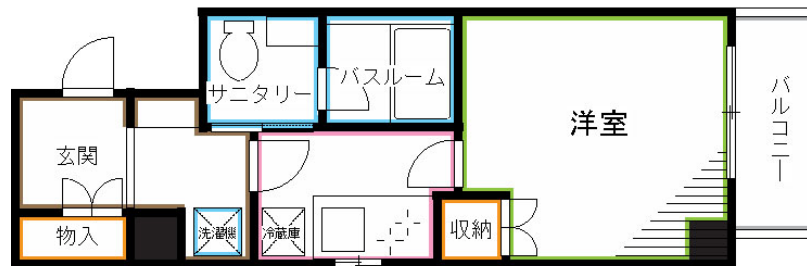 サニタリー
バスルーム
洋室
バルコニー
玄関
物入
洗濯機
冷蔵庫
収納